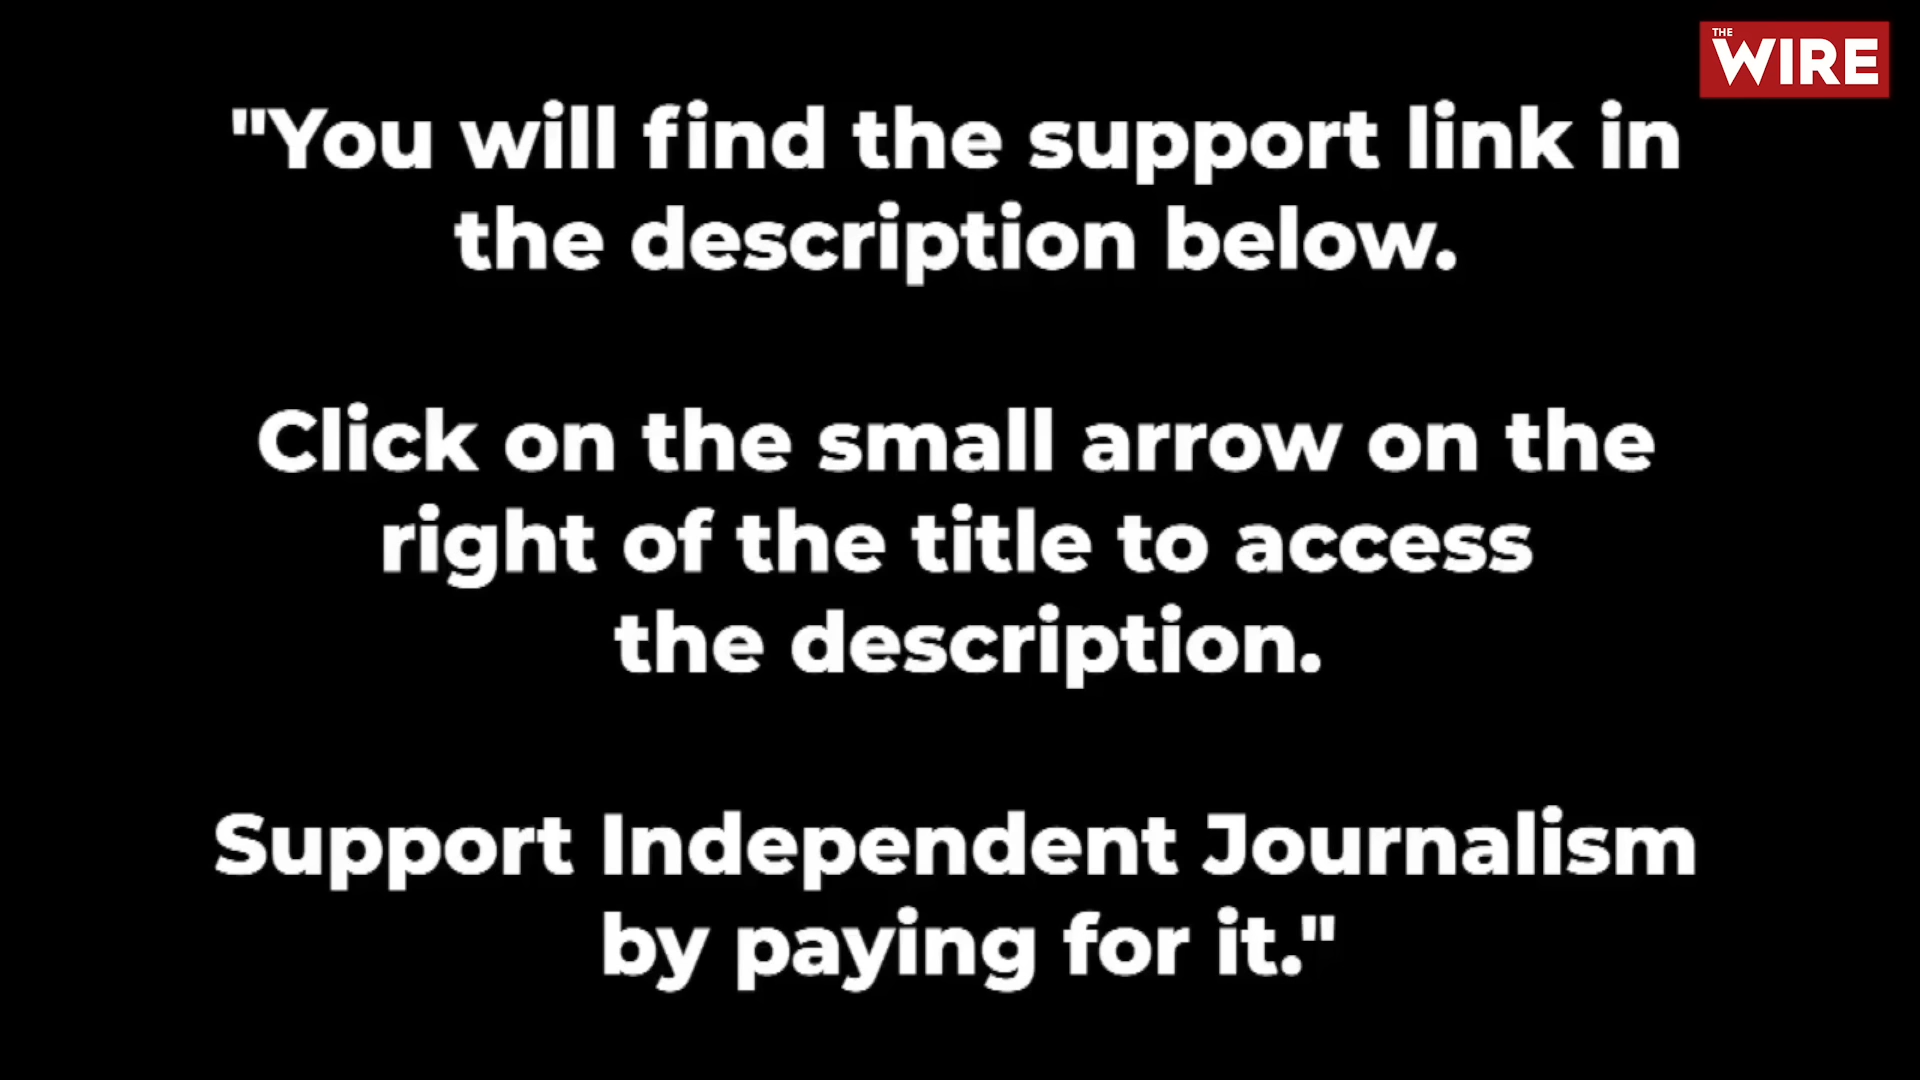 THE
WIRE
"You will find the support link in
the description below.
Click on the small arrow on the
right of the title to access
the description.
Support Independent Journalism
by paying for it."